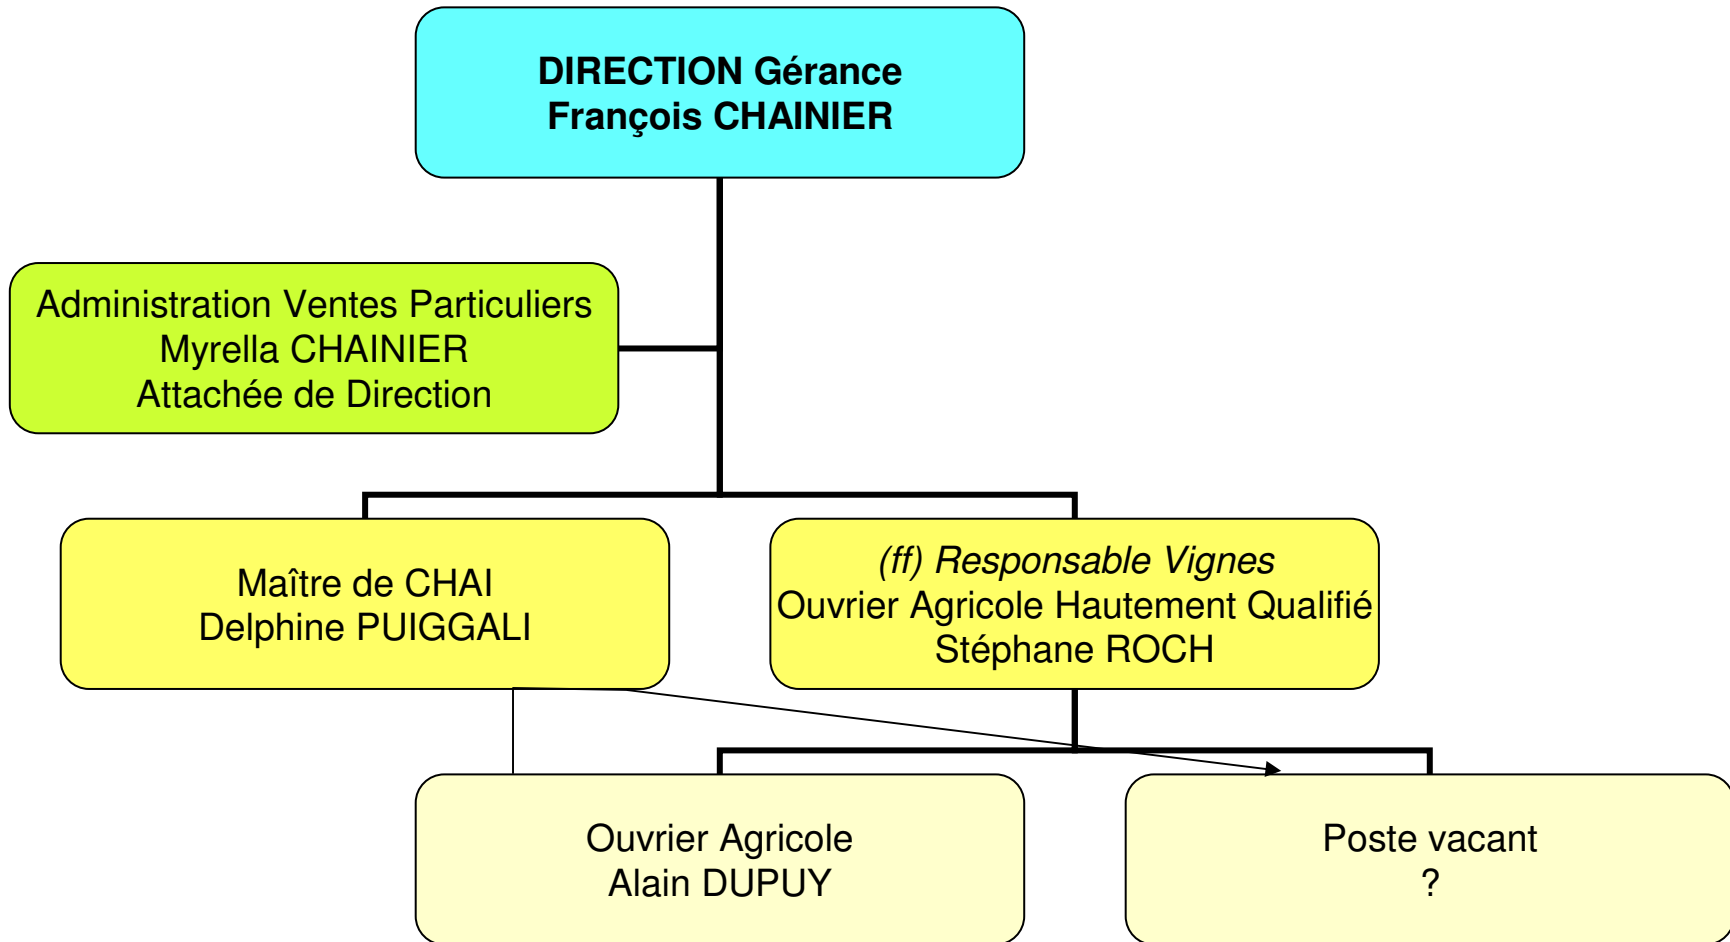 DIRECTION Gérance
François CHAINIER
Administration Ventes Particuliers
Myrella CHAINIER
Attachée de Direction
Maître de CHAI
Delphine PUIGGALI
(ff) Responsable Vignes
Ouvrier Agricole Hautement Qualifié
Stéphane ROCH
Ouvrier Agricole
Alain DUPUY
Poste vacant
?